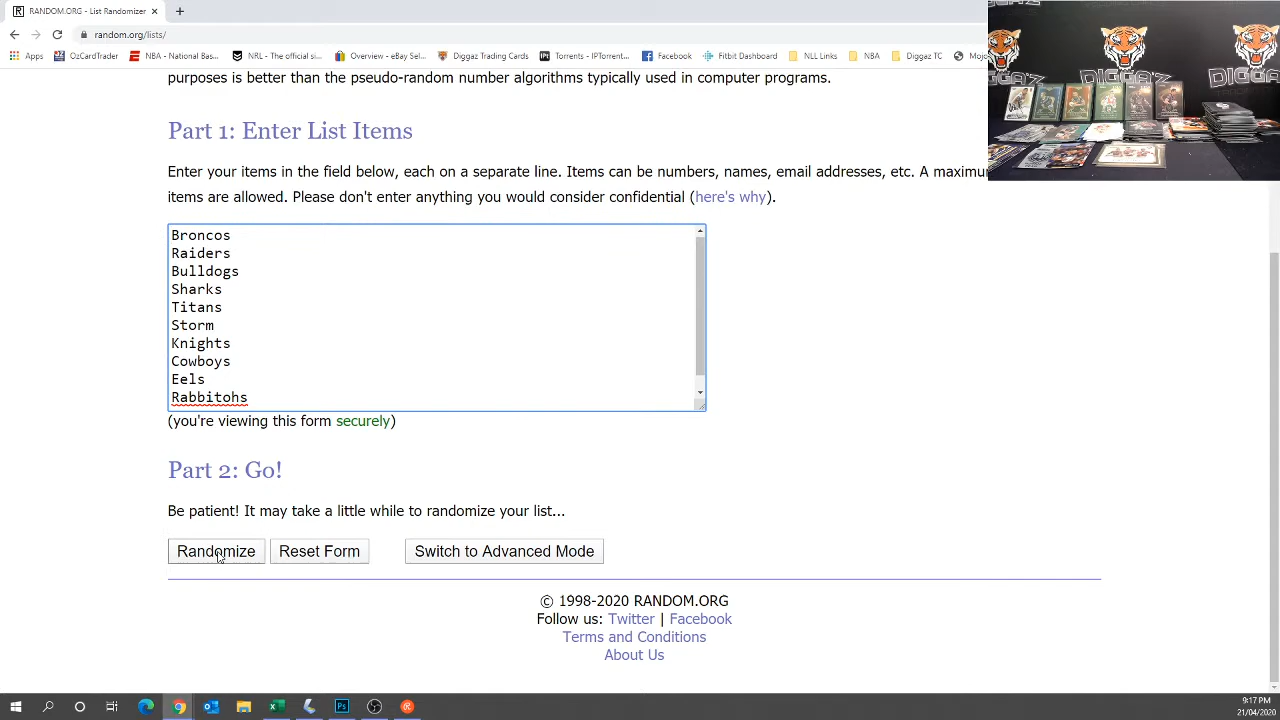 RANDOM.ORG - List Randomizer
random.org/lists/
Apps
OzCardTrader
NBA - National Bas...
NRL - The official si...
Overview - eBay Sel...
Diggaz Trading Cards
Torrents - IPTorrent...
Facebook
Fitbit Dashboard
NLL Links
NBA
Diggaz TC
purposes is better than the pseudo-random number algorithms typically used in computer programs.
Part 1: Enter List Items
Enter your items in the field below, each on a separate line. Items can be numbers, names, email addresses, etc. A maximum
items are allowed. Please don't enter anything you would consider confidential (here's why).
Broncos
Raiders
Bulldogs
Sharks
Titans
Storm
Knights
Cowboys
Eels
Rabbitohs
(you're viewing this form securely)
Part 2: Go!
Be patient! It may take a little while to randomize your list...
Randomize
Reset Form
Switch to Advanced Mode
© 1998-2020 RANDOM.ORG
Follow us: Twitter | Facebook
Terms and Conditions
About Us
9:17 PM
21/04/2020
DIGGAZ